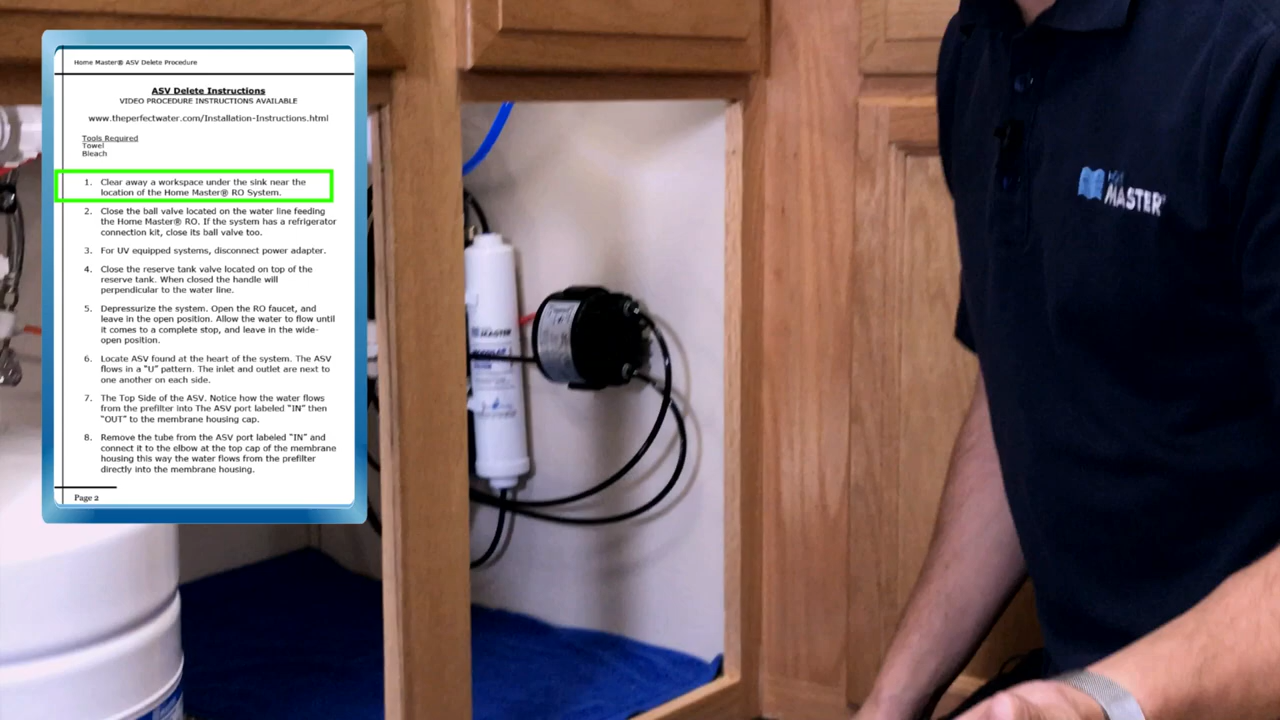 Home Master® ASV Delete Procedure
ASV Delete Instructions
VIDEO PROCEDURE INSTRUCTIONS AVAILABLE
www.theperfectwater.com/Installation-Instructions.html
Tools Required
Towel
Bleach
1. Clear away a workspace under the sink near the
location of the Home Master® RO System.
2. Close the ball valve located on the water line feeding
the Home Master® RO. If the system has a refrigerator
connection kit, close its ball valve too.
3. For UV equipped systems, disconnect power adapter.
4. Close the reserve tank valve located on top of the
reserve tank. When closed the handle will
perpendicular to the water line.
5. Depressurize the system. Open the RO faucet, and
leave in the open position. Allow the water to flow until
it comes to a complete stop, and leave in the wide-
open position.
6. Locate ASV found at the heart of the system. The ASV
flows in a "U" pattern. The inlet and outlet are next to
one another on each side.
7. The Top Side of the ASV. Notice how the water flows
from the prefilter into The ASV port labeled "IN" then
"OUT" to the membrane housing cap.
8. Remove the tube from the ASV port labeled "IN" and
connect it to the elbow at the top cap of the membrane
housing this way the water flows from the prefilter
directly into the membrane housing.
Page 2
MASTER
MASTER